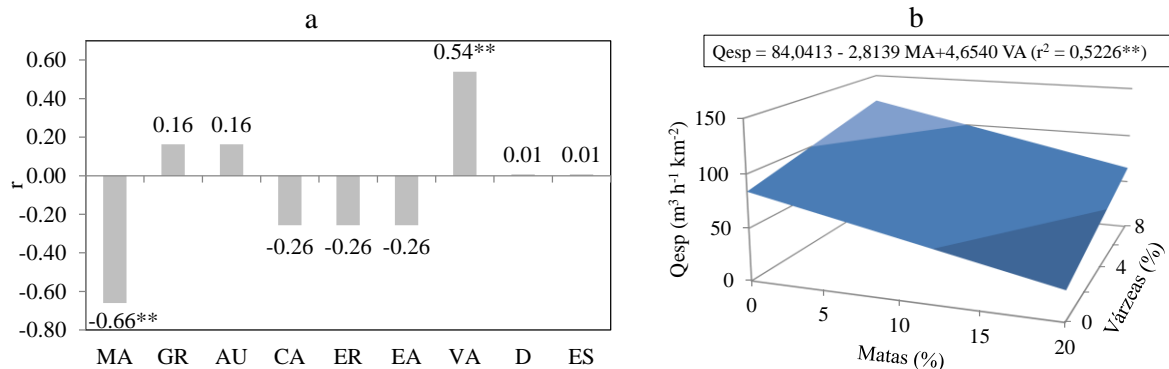 a
0.60
0.40
0.20
0.00
-0.20
-0.40
-0.60
-0.80
r
-0.66**
0.16
0.16
-0.26
-0.26
-0.26
0.54**
0.01
0.01
MA GR AU CA ER EA VA D ES
b
Qesp = 84,0413 - 2,8139 MA+4,6540 VA (r² = 0,5226**)
150
100
50
0
Qesp (m³ h⁻¹ km⁻²)
0 5 10 15 20
Matas (%)
0
4
8
Várzeas (%)